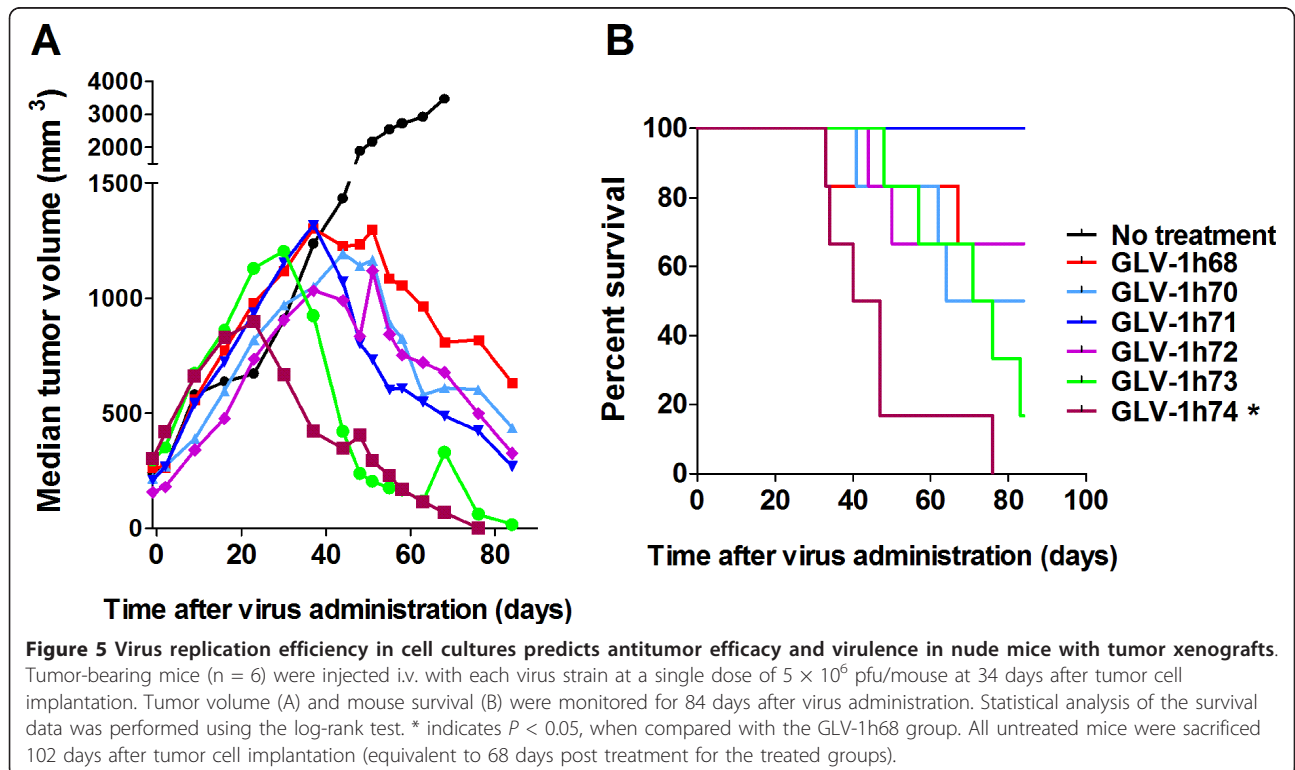 A
Median tumor volume (mm 3)
4000
3000
2000
1500
1000
500
0
0 20 40 60 80
Time after virus administration (days)
B
Percent survival
100
80
60
40
20
0
0 20 40 60 80 100
Time after virus administration (days)
No treatment
GLV-1h68
GLV-1h70
GLV-1h71
GLV-1h72
GLV-1h73
GLV-1h74 *
Figure 5 Virus replication efficiency in cell cultures predicts antitumor efficacy and virulence in nude mice with tumor xenografts.
Tumor-bearing mice (n = 6) were injected i.v. with each virus strain at a single dose of 5 × 10⁶ pfu/mouse at 34 days after tumor cell
implantation. Tumor volume (A) and mouse survival (B) were monitored for 84 days after virus administration. Statistical analysis of the survival
data was performed using the log-rank test. * indicates P < 0.05, when compared with the GLV-1h68 group. All untreated mice were sacrificed
102 days after tumor cell implantation (equivalent to 68 days post treatment for the treated groups).